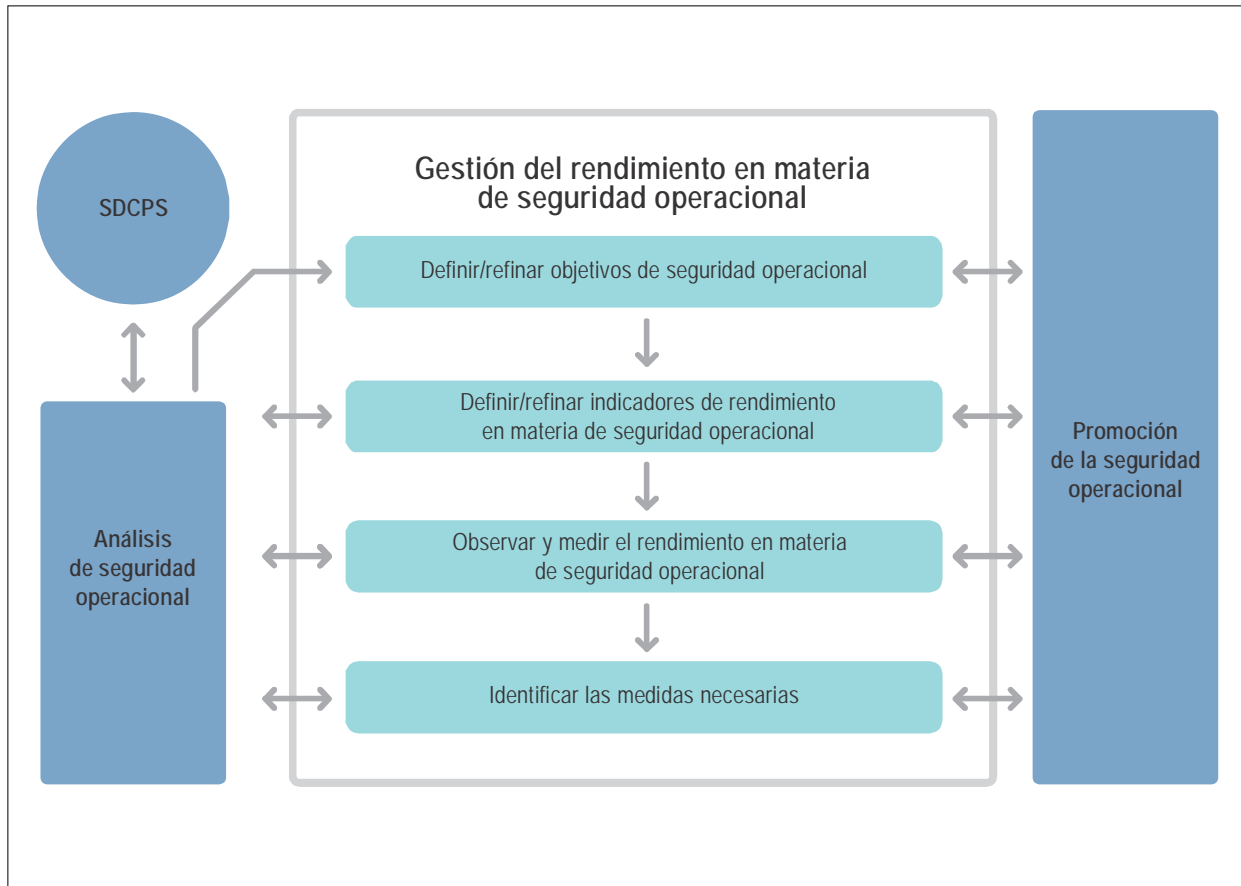 SDCPS
Análisis
de seguridad
operacional
Gestión del rendimiento en materia
de seguridad operacional
Definir/refinar objetivos de seguridad operacional
Definir/refinar indicadores de rendimiento
en materia de seguridad operacional
Observar y medir el rendimiento en materia
de seguridad operacional
Identificar las medidas necesarias
Promoción
de la seguridad
operacional